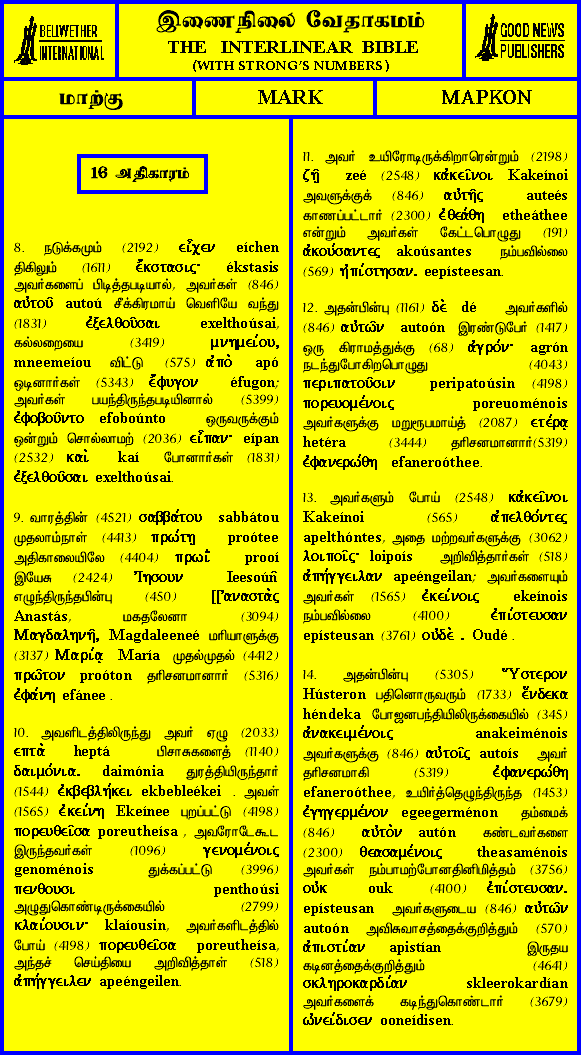 BELLWETHER
INTERNATIONAL
இணைநிலை வேதாகமம்
THE INTERLINEAR BIBLE
(WITH STRONG'S NUMBERS)
GOOD NEWS
PUBLISHERS
மாற்கு
MARK
ΜΑΡΚΟΝ
16 அதிகாரம்
8. நடுக்கமும் (2192) εἶχεν eíchen
திகிலும் (1611) ἔκστασις· ékstasis
அவர்களைப் பிடித்தபடியால், அவர்கள் (846)
αὐτοῦ autoú சீக்கிரமாய் வெளியே வந்து
(1831) ἐξελθοῦσαι exelthoúsai,
கல்லறையை (3419) μνημείου,
mneemeíou விட்டு (575) ἀπὸ apó
ஓடினார்கள் (5343) ἔφυγον éfugon;
அவர்கள் பயந்திருந்தபடியினால் (5399)
ἐφοβοῦντο efoboúnto ஒருவருக்கும்
ஒன்றும் சொல்லாமற் (2036) εἶπαν· eípan
(2532) καὶ kaí போனார்கள் (1831)
ἐξελθοῦσαι exelthoúsai.
9. வாரத்தின் (4521) σαββάτου sabbátou
முதலாம்நாள் (4413) πρώτῃ proótee
அதிகாலையிலே (4404) πρωῒ prooí
இயேசு (2424) Ἰησουν Ieesoúñ
எழுந்திருந்தபின்பு (450) [[Ἀναστὰς
Anastás, மகதலேனா (3094)
Μαγδαληνῇ, Magdaleeneé மரியாளுக்கு
(3137) Μαρίᾳ María முதல்முதல் (4412)
πρῶτον proóton தரிசனமானார் (5316)
ἐφάνη efánee .
10. அவளிடத்திலிருந்து அவர் ஏழு (2033)
επτὰ heptá பிசாசுகளைத் (1140)
δαιμόνια. daimónia துரத்தியிருந்தார்
(1544) ἐκβεβλήκει ekbebleékei . அவள்
(1565) ἐκείνη Ekeínee புறப்பட்டு (4198)
πορευθεῖσα poreutheísa , அவரோடேகூட
இருந்தவர்கள் (1096) γενομένοις
genoménois துக்கப்பட்டு (3996)
πενθουσι penthoúsi
அழுதுகொண்டிருக்கையில் (2799)
κλαίουσιν· klaíousin, அவர்களிடத்தில்
போய் (4198) πορευθεῖσα poreutheísa,
அந்தச் செய்தியை அறிவித்தாள் (518)
ἀπήγγειλεν apeéngeilen.
11. அவர் உயிரோடிருக்கிறாரென்றும் (2198)
ζῇ zeé (2548) κἀκεῖνοι Kakeínoi
அவளுக்குக் (846) αὐτῆς auteés
காணப்பட்டார் (2300) ἐθεάθη etheáthee
என்றும் அவர்கள் கேட்டபொழுது (191)
ἀκούσαντες akoúsantes நம்பவில்லை
(569) ἠπίστησαν. eepísteesan.
12. அதன்பின்பு (1161) δὲ dé அவர்களில்
(846) αὐτῶν autoón இரண்டுபேர் (1417)
ஒரு கிராமத்துக்கு (68) ἀγρόν· agrón
நடந்துபோகிறபொழுது (4043)
περιπατοῦσιν peripatoúsin (4198)
πορευομένοις poreuoménois
அவர்களுக்கு மறுரூபமாய்த் (2087) ετέρᾳ
hetéra (3444) தரிசனமானார்(5319)
ἐφανερώθη efaneroóthee.
13. அவர்களும் போய் (2548) κἀκεῖνοι
Kakeínoi (565) ἀπελθόντες
apelthóntes, அதை மற்றவர்களுக்கு (3062)
λοιποῖς· loipoís அறிவித்தார்கள் (518)
ἀπήγγειλαν apeéngeilan; அவர்களையும்
அவர்கள் (1565) ἐκείνοις ekeínois
நம்பவில்லை (4100) ἐπίστευσαν
epísteusan (3761) οὐδὲ . Oudé .
14. அதன்பின்பு (5305) Ὕστερον
Hústeron பதினொருவரும் (1733) ἕνδεκα
héndeka போஜனபந்தியிலிருக்கையில் (345)
ἀνακειμένοις anakeiménois
அவர்களுக்கு (846) αὐτοῖς autoís அவர்
தரிசனமாகி (5319) ἐφανερώθη
efaneroóthee, உயிர்த்தெழுந்திருந்த (1453)
ἐγηγερμένον egeegerménon தம்மைக்
(846) αὐτὸν autón கண்டவர்களை
(2300) θεασαμένοις theasaménois
அவர்கள் நம்பாமற்போனதினிமித்தம் (3756)
οὐκ ouk (4100) ἐπίστευσαν.
epísteusan அவர்களுடைய (846) αὐτῶν
autoón அவிசுவாசத்தைக்குறித்தும் (570)
ἀπιστίαν apistían இருதய
கடினத்தைக்குறித்தும் (4641)
σκληροκαρδίαν skleerokardían
அவர்களைக் கடிந்துகொண்டார் (3679)
ὠνείδισεν ooneídisen.